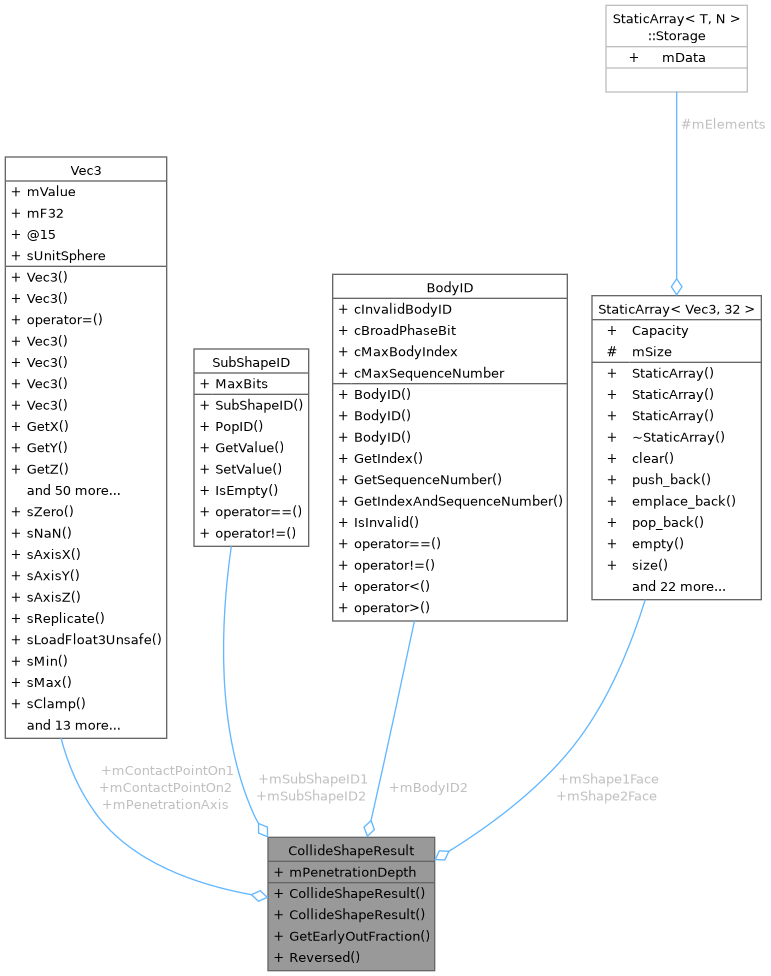 StaticArray< T, N >
::Storage
+ mData
#mElements
Vec3
+ mValue
+ mF32
+ @15
+ sUnitSphere
+ Vec3()
+ Vec3()
+ operator=()
+ Vec3()
+ Vec3()
+ Vec3()
+ Vec3()
+ GetX()
+ GetY()
+ GetZ()
and 50 more...
+ sZero()
+ sNaN()
+ sAxisX()
+ sAxisY()
+ sAxisZ()
+ sReplicate()
+ sLoadFloat3Unsafe()
+ sMin()
+ sMax()
+ sClamp()
and 13 more...
SubShapeID
+ MaxBits
+ SubShapeID()
+ PopID()
+ GetValue()
+ SetValue()
+ IsEmpty()
+ operator==()
+ operator!=()
BodyID
+ cInvalidBodyID
+ cBroadPhaseBit
+ cMaxBodyIndex
+ cMaxSequenceNumber
+ BodyID()
+ BodyID()
+ BodyID()
+ GetIndex()
+ GetSequenceNumber()
+ GetIndexAndSequenceNumber()
+ IsInvalid()
+ operator==()
+ operator!=()
+ operator<()
+ operator>()
StaticArray< Vec3, 32 >
+ Capacity
# mSize
+ StaticArray()
+ StaticArray()
+ StaticArray()
+ ~StaticArray()
+ clear()
+ push_back()
+ emplace_back()
+ pop_back()
+ empty()
+ size()
and 22 more...
+mContactPointOn1
+mContactPointOn2
+mPenetrationAxis
+mSubShapeID1
+mSubShapeID2
+mBodyID2
+mShape1Face
+mShape2Face
CollideShapeResult
+ mPenetrationDepth
+ CollideShapeResult()
+ CollideShapeResult()
+ GetEarlyOutFraction()
+ Reversed()